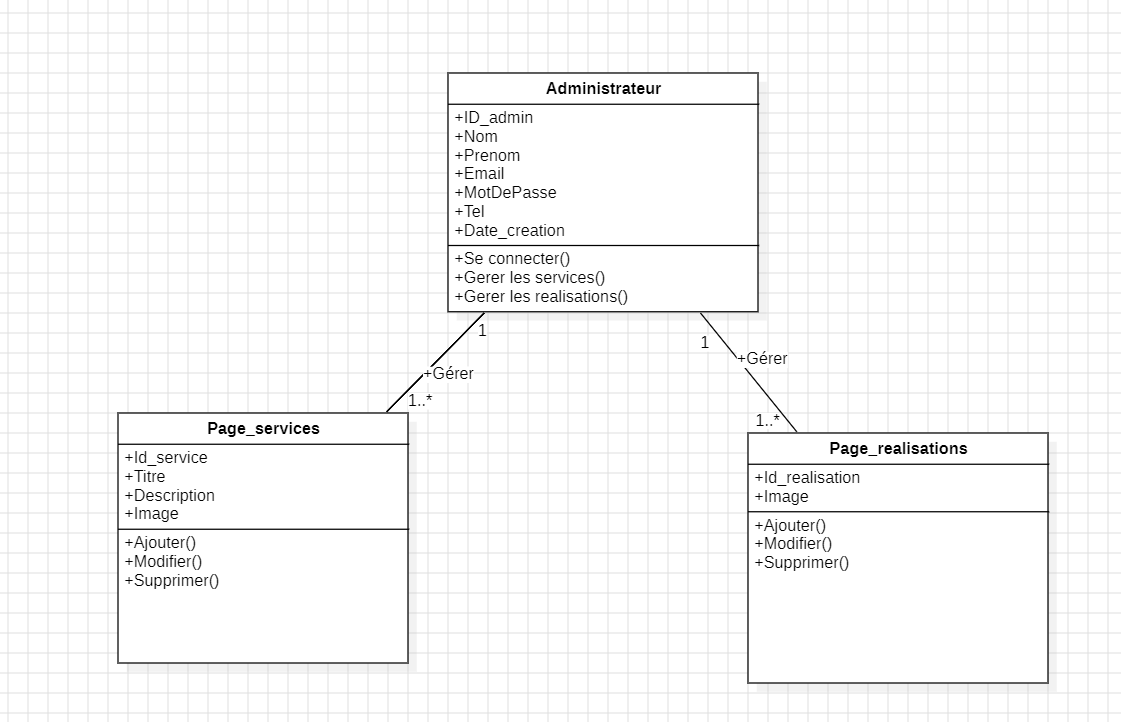 Administrateur
+ID_admin
+Nom
+Prenom
+Email
+MotDePasse
+Tel
+Date_creation
+Se connecter()
+Gerer les services()
+Gerer les realisations()
1
+Gérer
1..*
1
+Gérer
1..*
Page_services
+Id_service
+Titre
+Description
+Image
+Ajouter()
+Modifier()
+Supprimer()
Page_realisations
+Id_realisation
+Image
+Ajouter()
+Modifier()
+Supprimer()